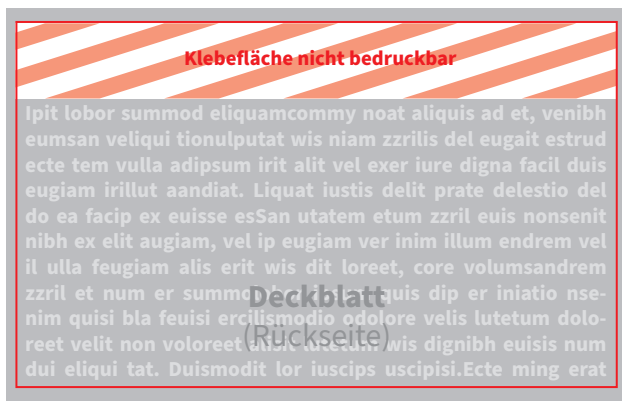 Klebefläche nicht bedruckbar
Ipit lobor summod eliquamcommy noat aliquis ad et, venibh
eumsan veliqui tionulputat wis niam zzrilis del eugait estrud
ecte tem vulla adipsum irit alit vel exer iure digna facil duis
eugiam irillut aandiat. Liquat iustis delit prate delestio del
do ea facip ex euisse esSan utatem etum zzril euis nonsenit
nibh ex elit augiam, vel ip eugiam ver inim illum endrem vel
il ulla feugiam alis erit wis dit loreet, core volumsandrem
zzril et num er summo quis dip er iniatio nse-
Deckblatt
nim quisi bla feuisi ercilismodio odolore velis lutetum dolo-
(Rückseite)
reet velit non voloreet wis dignibh euisis num
dui eliqui tat. Duismodit lor iuscips uscipisi.Ecte ming erat